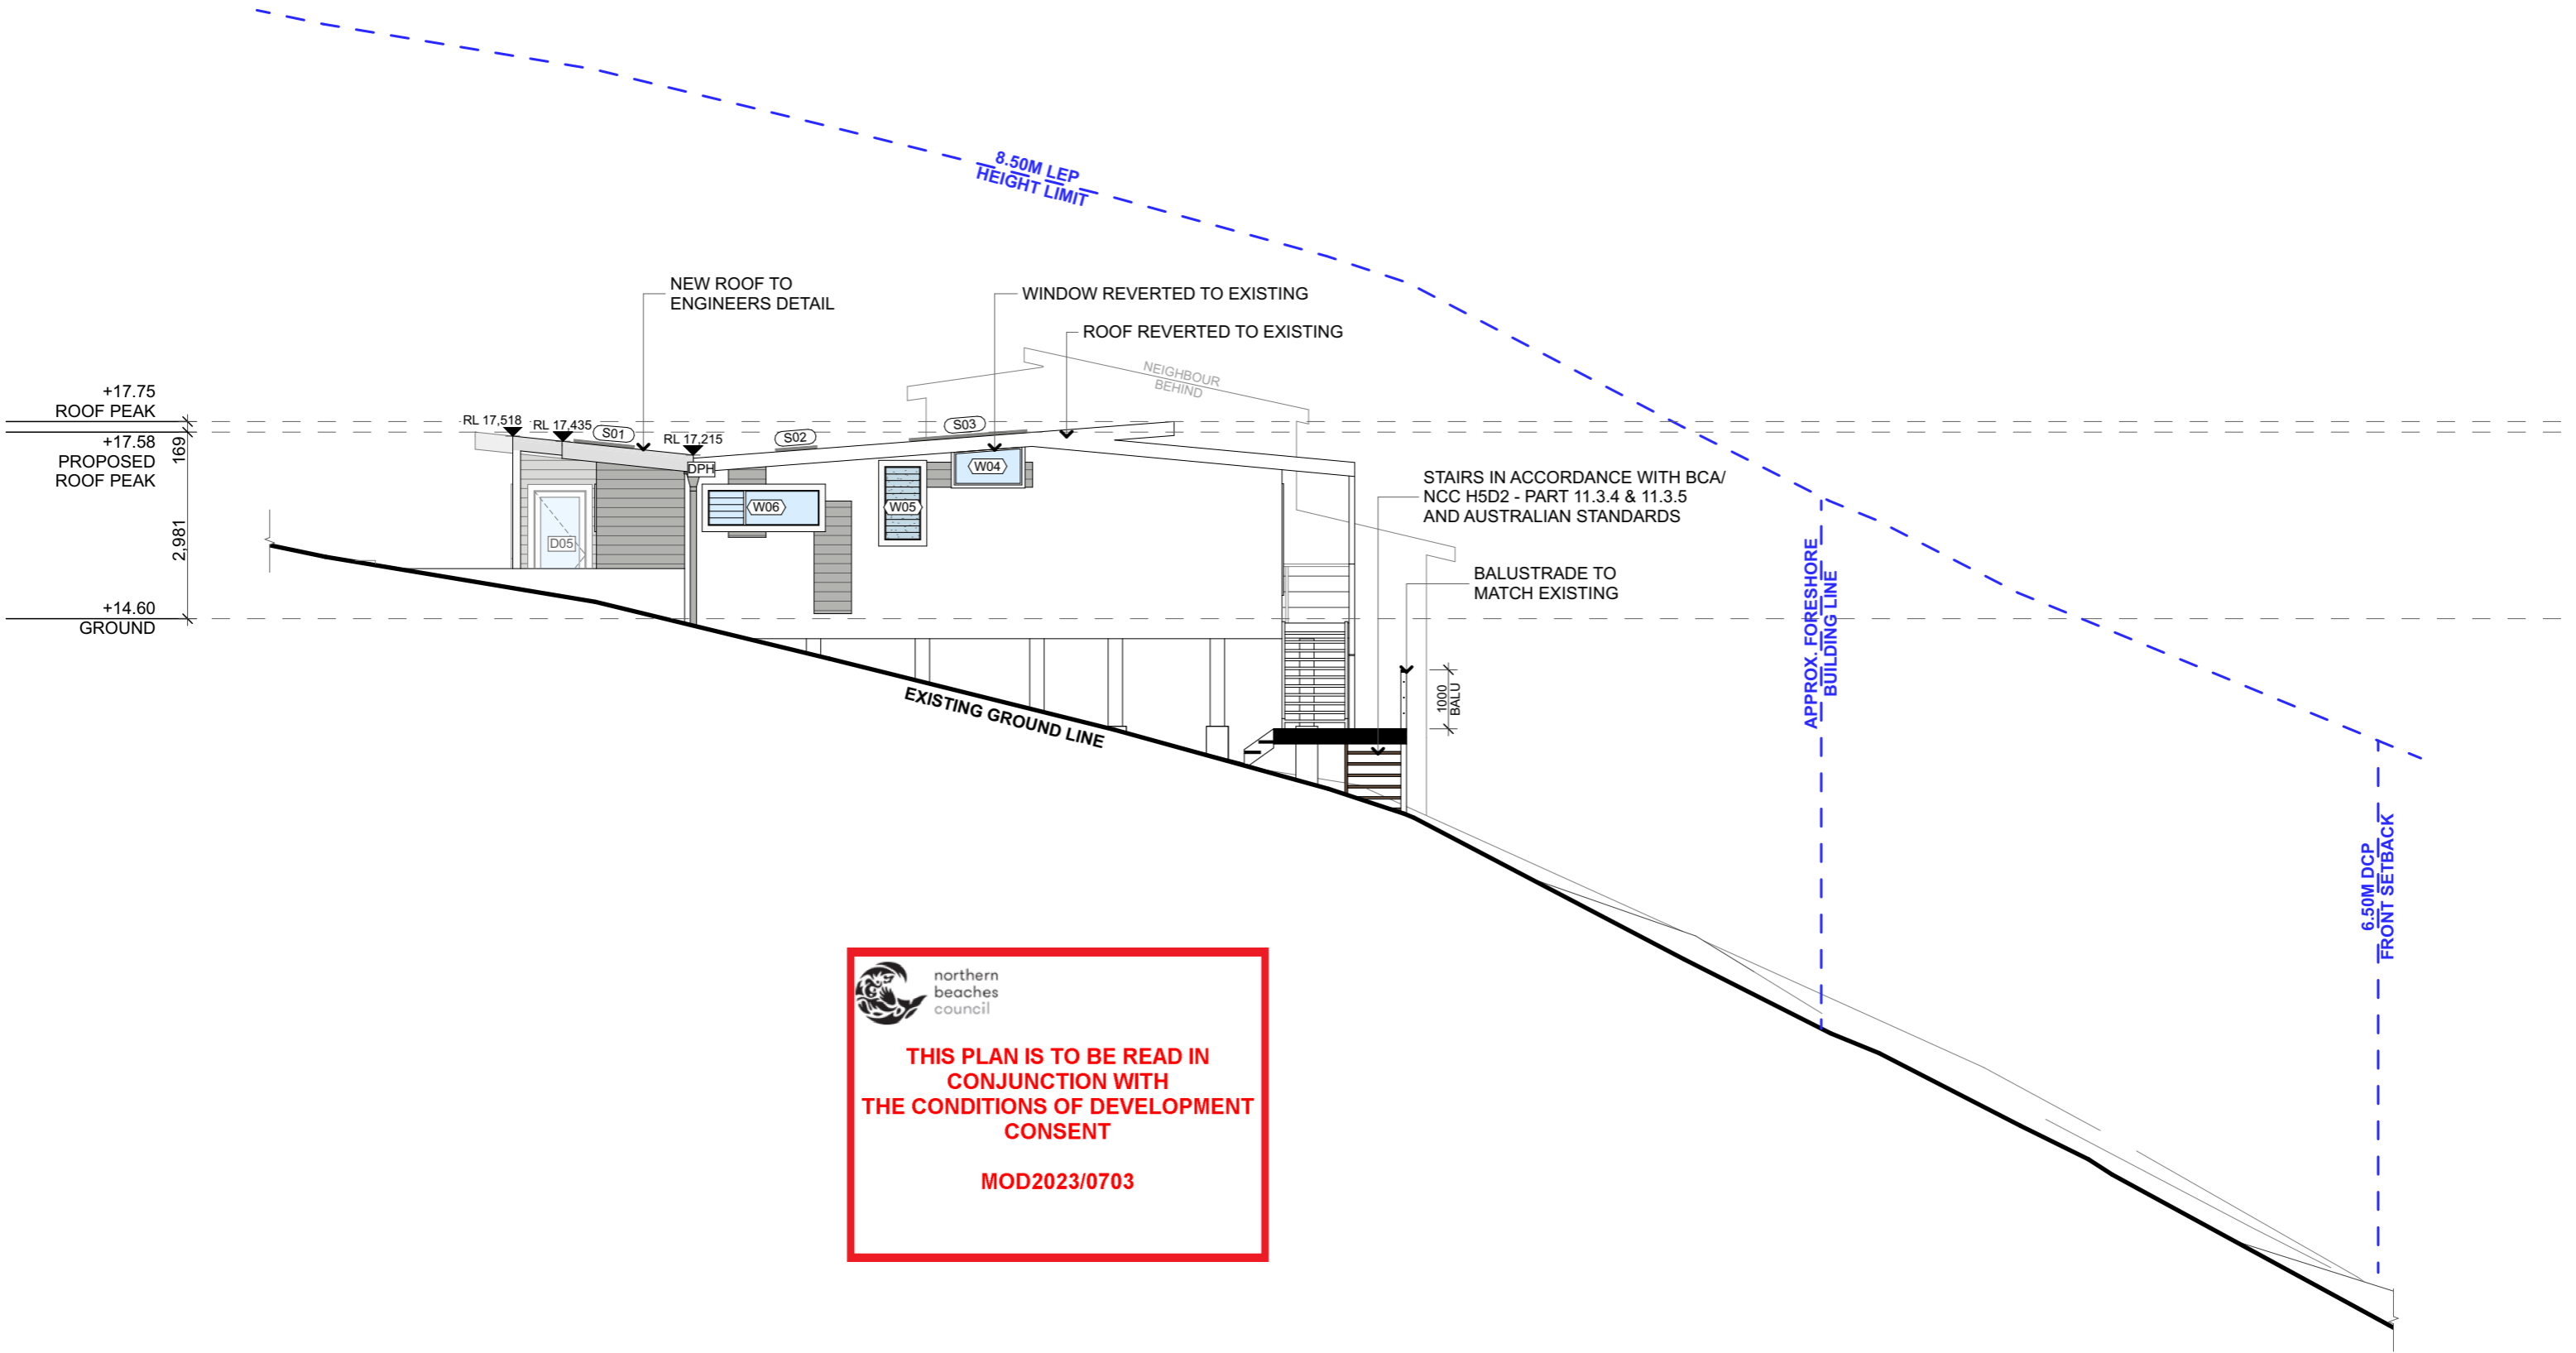 8.50M LEP
HEIGHT LIMIT
NEW ROOF TO
ENGINEERS DETAIL
WINDOW REVERTED TO EXISTING
ROOF REVERTED TO EXISTING
NEIGHBOUR
BEHIND
+17.75
ROOF PEAK
+17.58
PROPOSED
ROOF PEAK
169
2,981
+14.60
GROUND
RL 17,518
RL 17,435
S01
RL 17,215
S02
S03
DPH
W04
W05
W06
D05
STAIRS IN ACCORDANCE WITH BCA/
NCC H5D2 - PART 11.3.4 & 11.3.5
AND AUSTRALIAN STANDARDS
BALUSTRADE TO
MATCH EXISTING
1000
BALU
APPROX. FORESHORE
BUILDING LINE
EXISTING GROUND LINE
6.50M DCP
FRONT SETBACK
northern
beaches
council
THIS PLAN IS TO BE READ IN
CONJUNCTION WITH
THE CONDITIONS OF DEVELOPMENT
CONSENT
MOD2023/0703